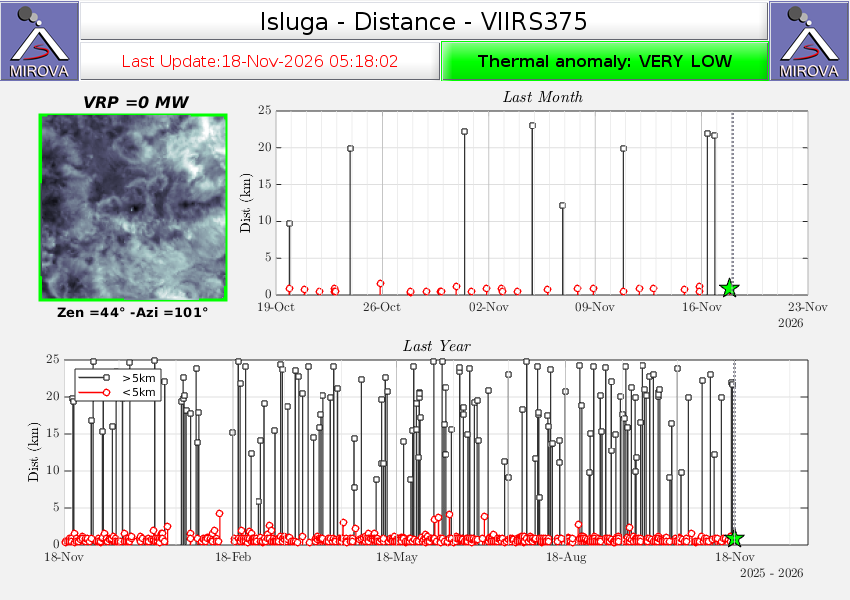 Isluga - Distance - VIIRS375
MIROVA
Last Update:18-Nov-2026 05:18:02
Thermal anomaly: VERY LOW
MIROVA
VRP =0 MW
Zen =44° -Azi =101°
Last Month
Dist (km)
25
20
15
10
5
0
19-Oct
26-Oct
02-Nov
09-Nov
16-Nov
23-Nov
2026
Last Year
Dist (km)
25
20
15
10
5
0
>5km
<5km
18-Nov
18-Feb
18-May
18-Aug
18-Nov
2025 - 2026